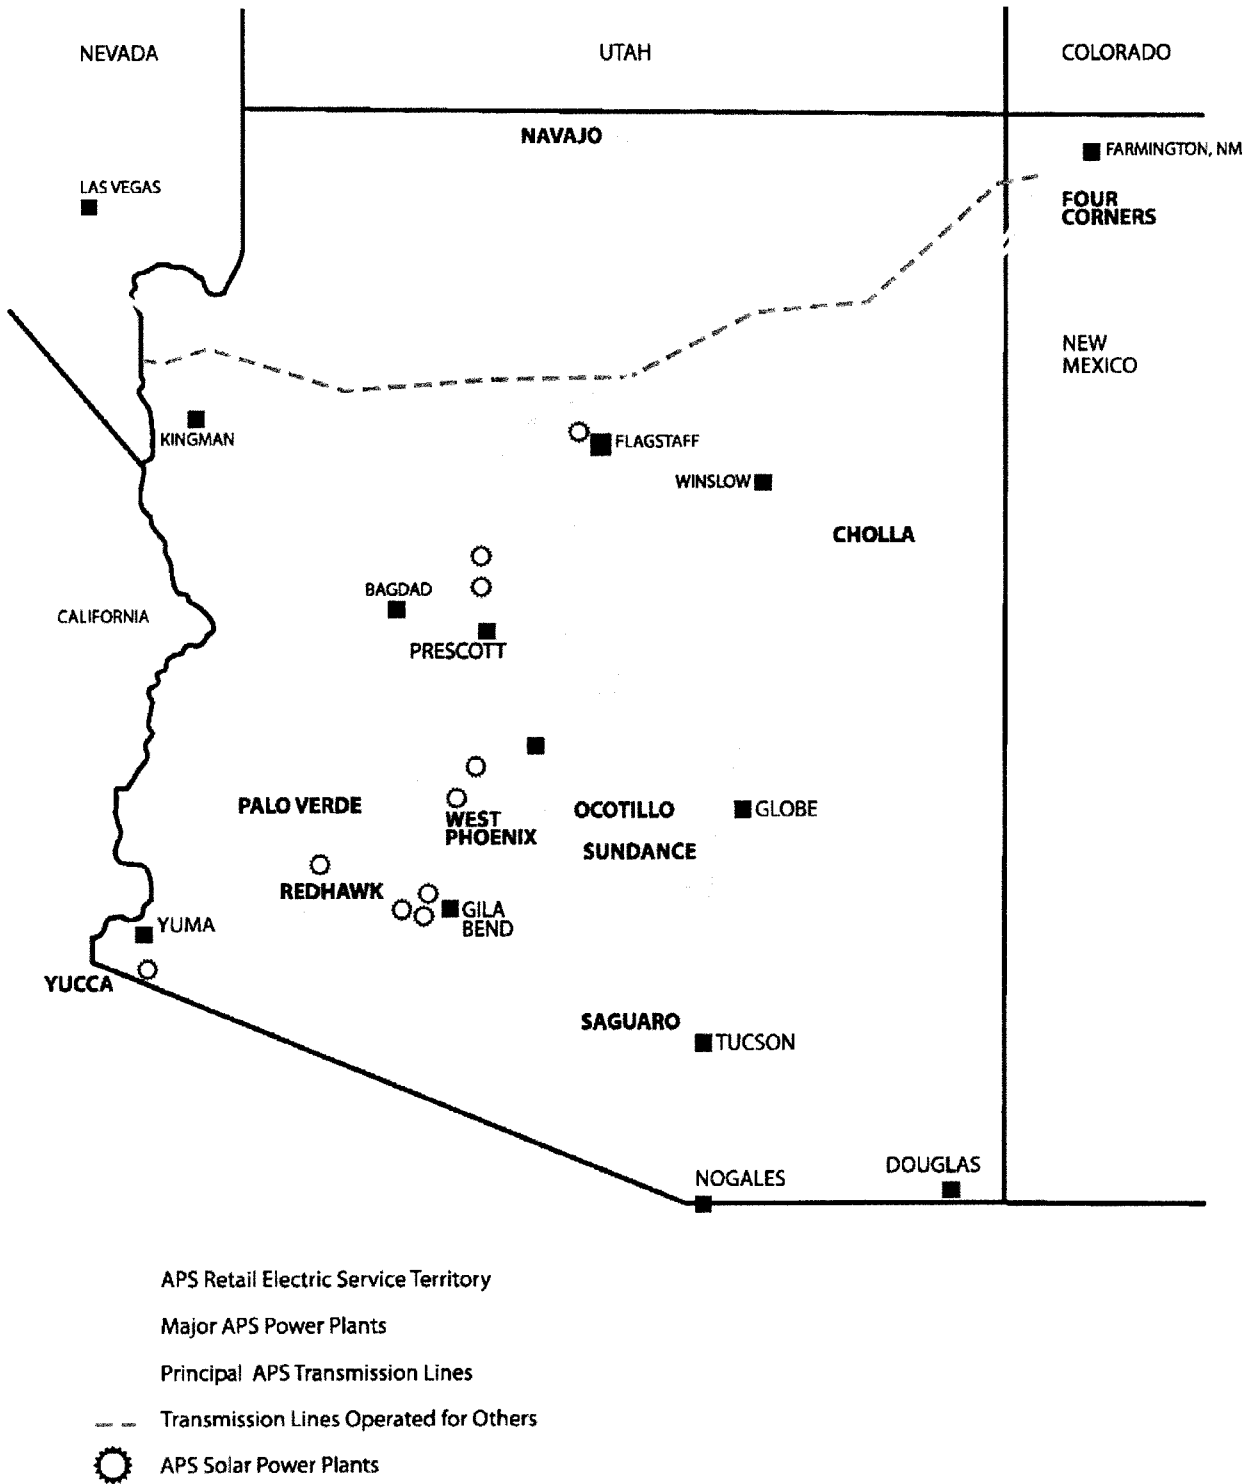 NEVADA
UTAH
COLORADO
NAVAJO
FARMINGTON, NM
LAS VEGAS
FOUR
CORNERS
NEW
MEXICO
KINGMAN
FLAGSTAFF
WINSLOW
CHOLLA
BAGDAD
CALIFORNIA
PRESCOTT
PALO VERDE
WEST
PHOENIX
OCOTILLO
GLOBE
SUNDANCE
REDHAWK
GILA
BEND
YUMA
YUCCA
SAGUARO
TUCSON
NOGALES
DOUGLAS
APS Retail Electric Service Territory
Major APS Power Plants
Principal APS Transmission Lines
Transmission Lines Operated for Others
APS Solar Power Plants